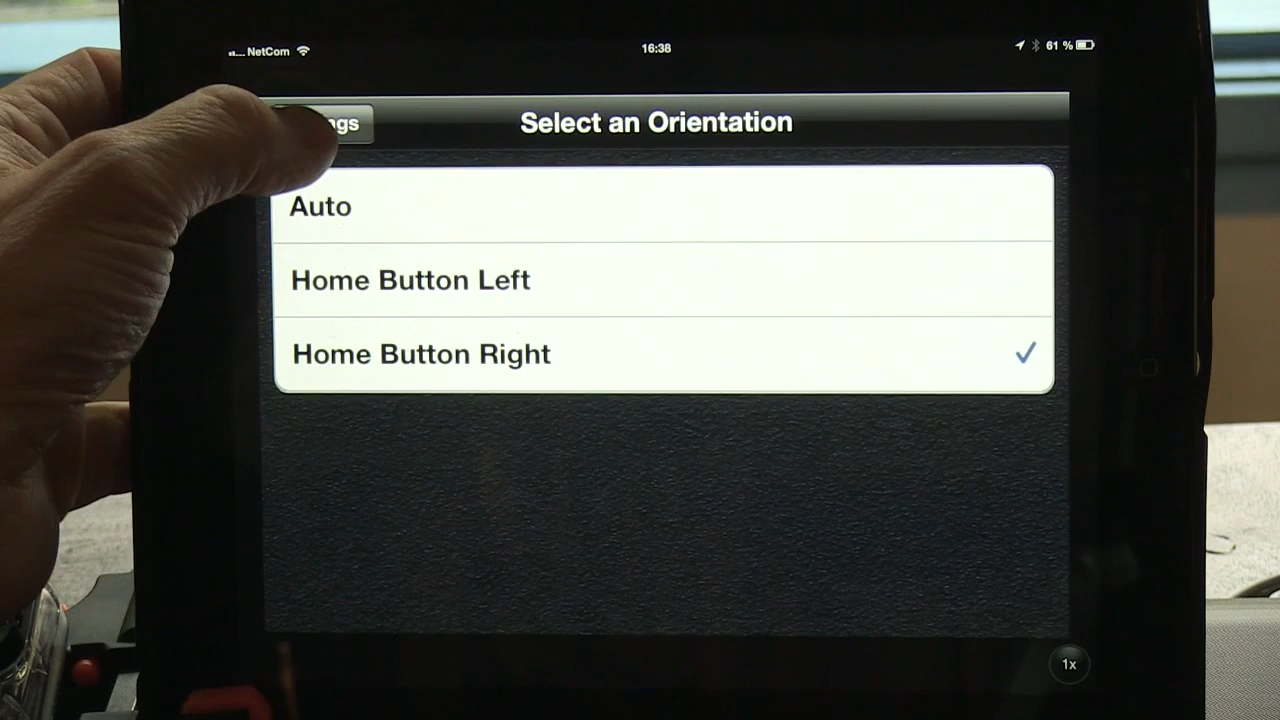 NetCom 16:38 61 %
Select an Orientation
Auto
Home Button Left
Home Button Right
1x